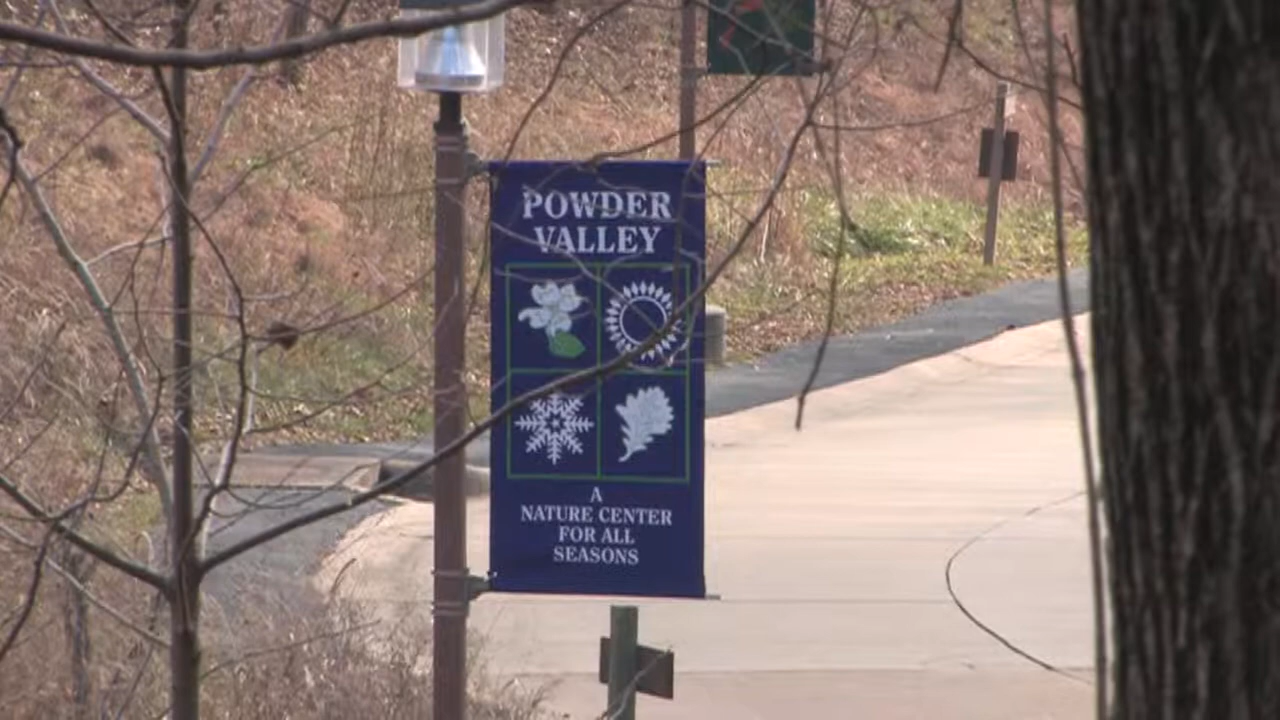 POWDER
VALLEY
A
NATURE CENTER
FOR ALL
SEASONS